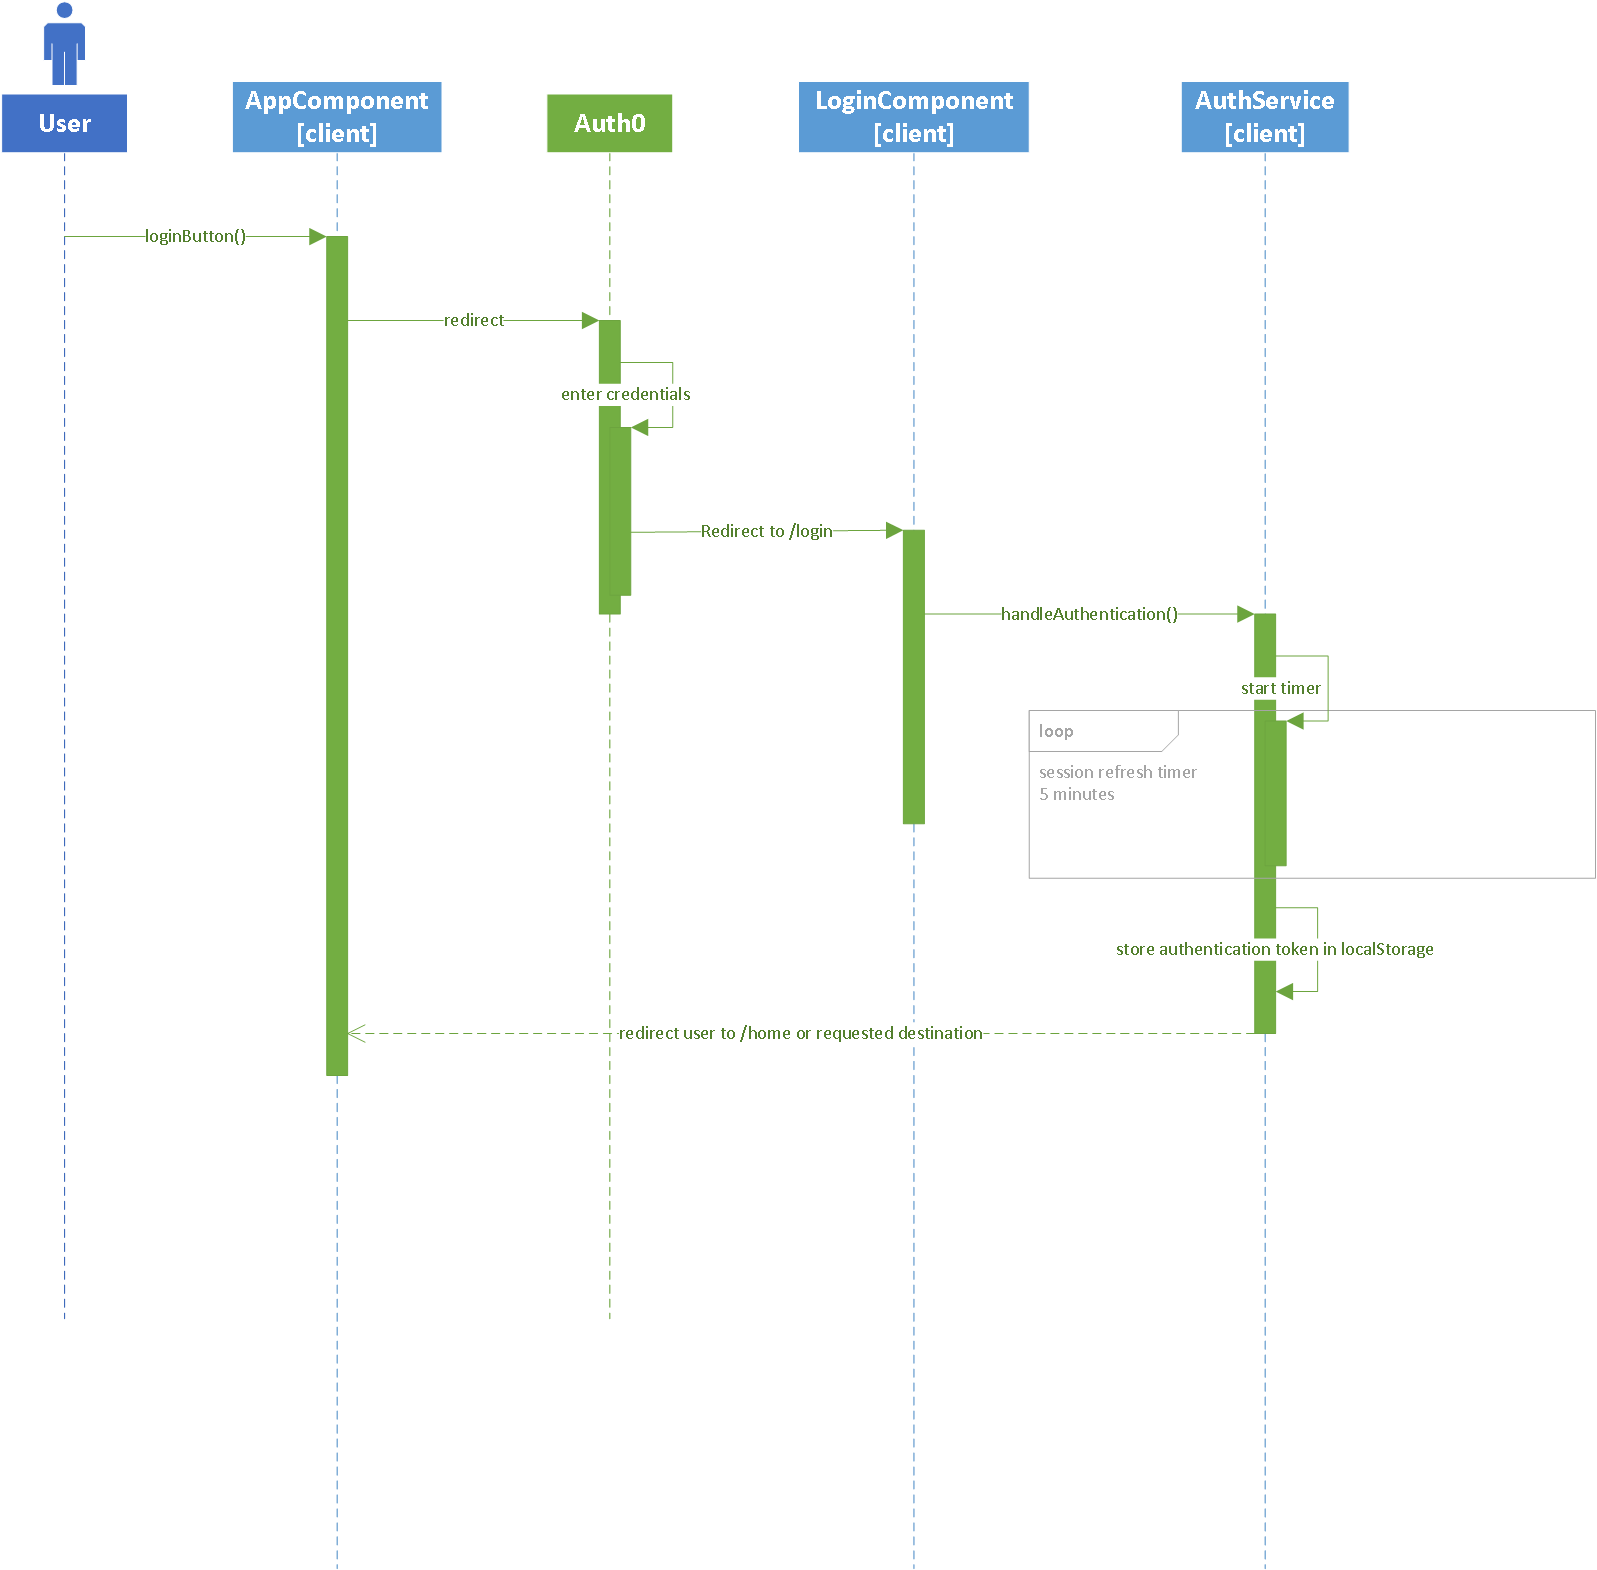 User
AppComponent
[client]
Auth0
LoginComponent
[client]
AuthService
[client]
loginButton()
redirect
enter credentials
Redirect to /login
handleAuthentication()
start timer
loop
session refresh timer
5 minutes
store authentication token in localStorage
redirect user to /home or requested destination